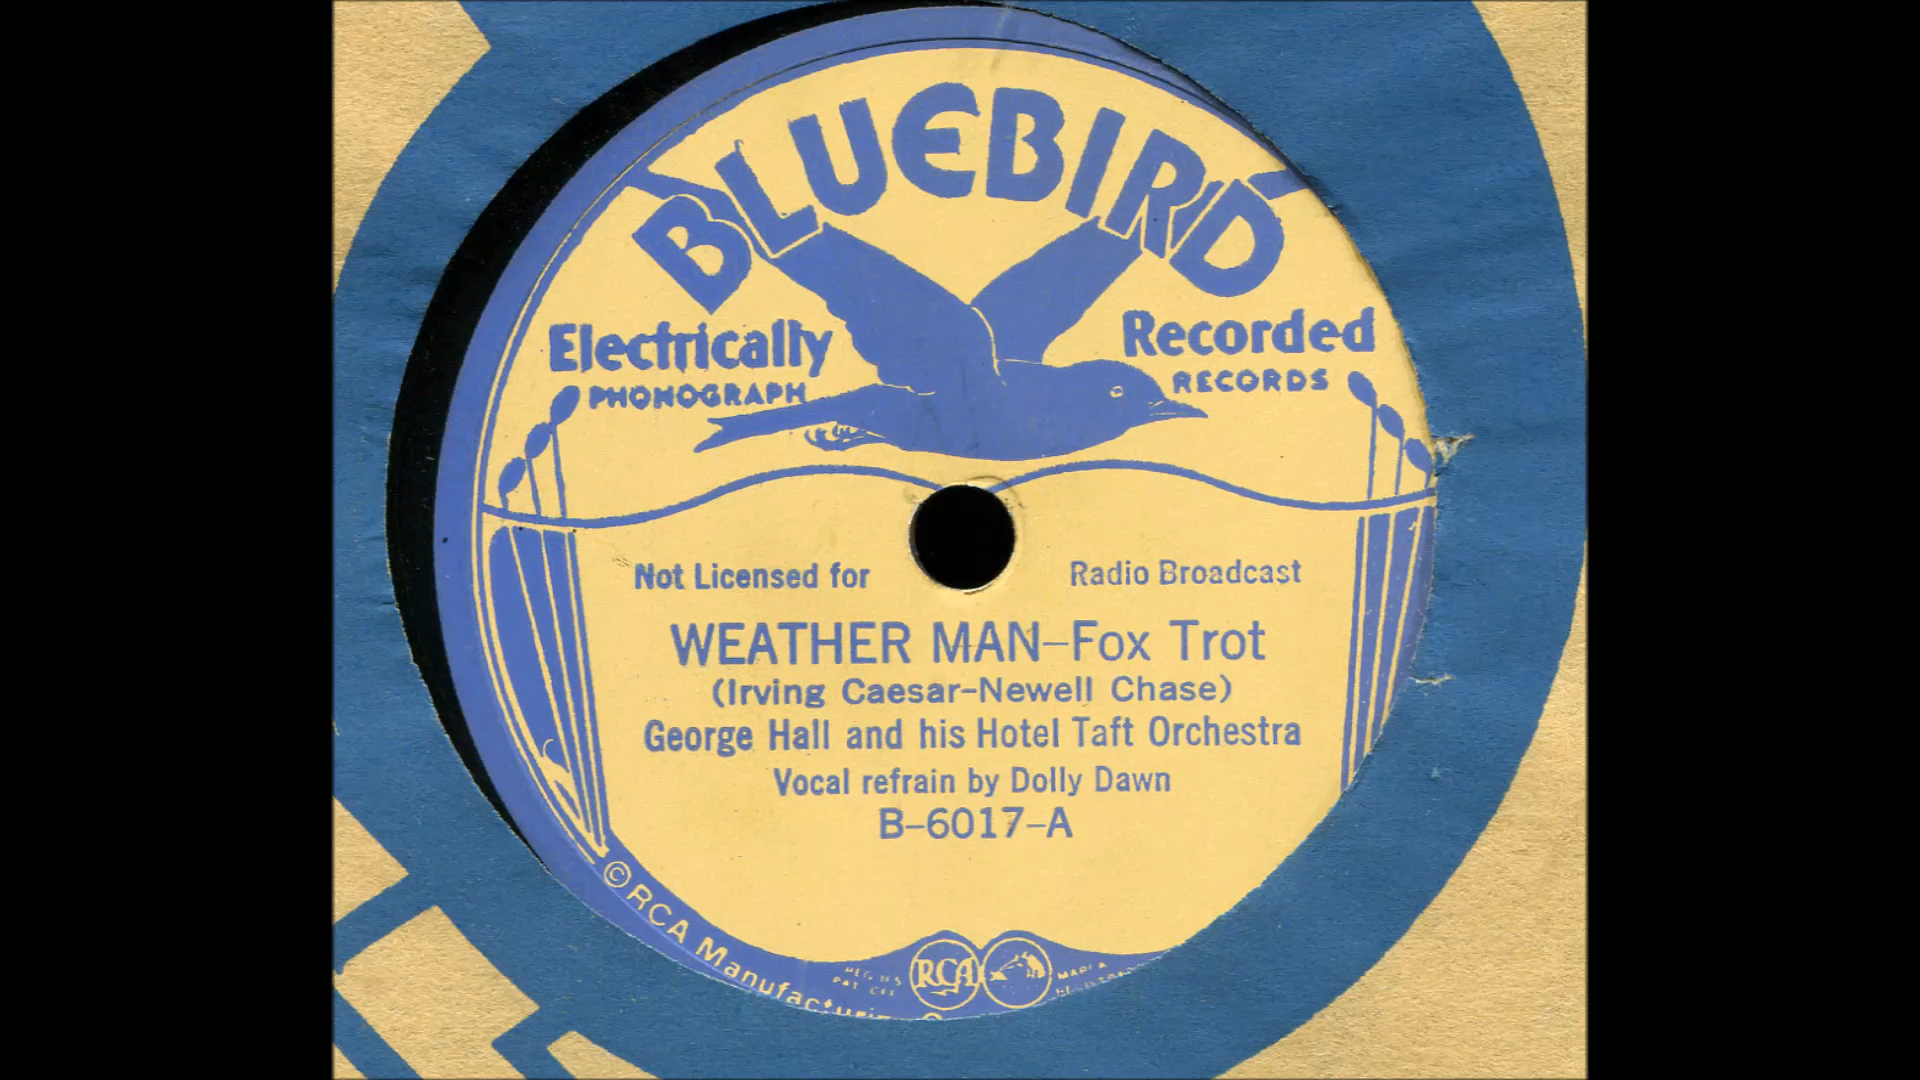 BLUEBIRD
Electrically Recorded
PHONOGRAPH RECORDS
Not Licensed for Radio Broadcast
WEATHER MAN–Fox Trot
(Irving Caesar-Newell Chase)
George Hall and his Hotel Taft Orchestra
Vocal refrain by Dolly Dawn
B-6017-A
© RCA Manufacturing
RCA